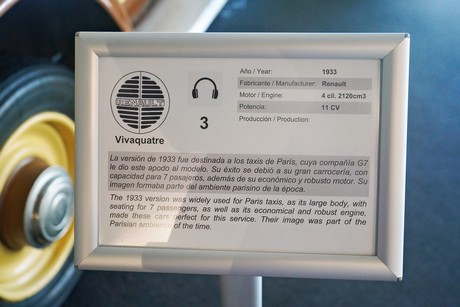 RENAULT
Vivaquatre
3
Año / Year: 1933
Fabricante / Manufacturer: Renault
Motor / Engine: 4 cil. 2120cm3
Potencia: 11 CV
Producción / Production:
La versión de 1933 fue destinada a los taxis de París, cuya compañía G7
le dio este apodo al modelo. Su éxito se debió a su gran carrocería, con
capacidad para 7 pasajeros, además de su económico y robusto motor. Su
imagen formaba parte del ambiente parisino de la época.
The 1933 version was widely used for Paris taxis, as its large body, with
seating for 7 passengers, as well as its economical and robust engine,
made these cars perfect for this service. Their image was part of the
Parisian ambience of the time.